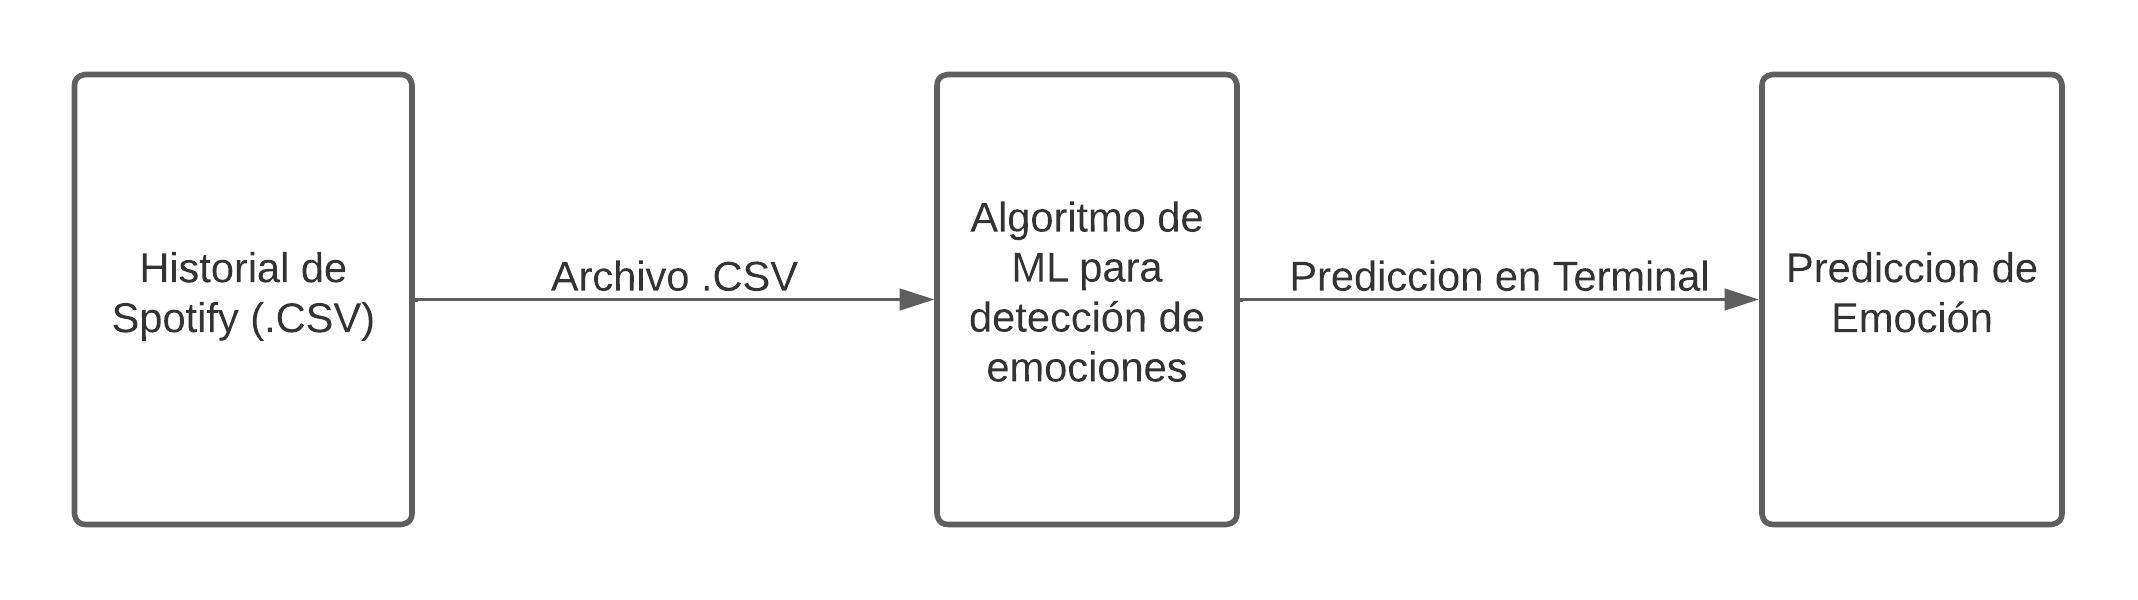 Historial de
Spotify (.CSV)
Archivo .CSV
Algoritmo de
ML para
detección de
emociones
Prediccion en Terminal
Prediccion de
Emoción